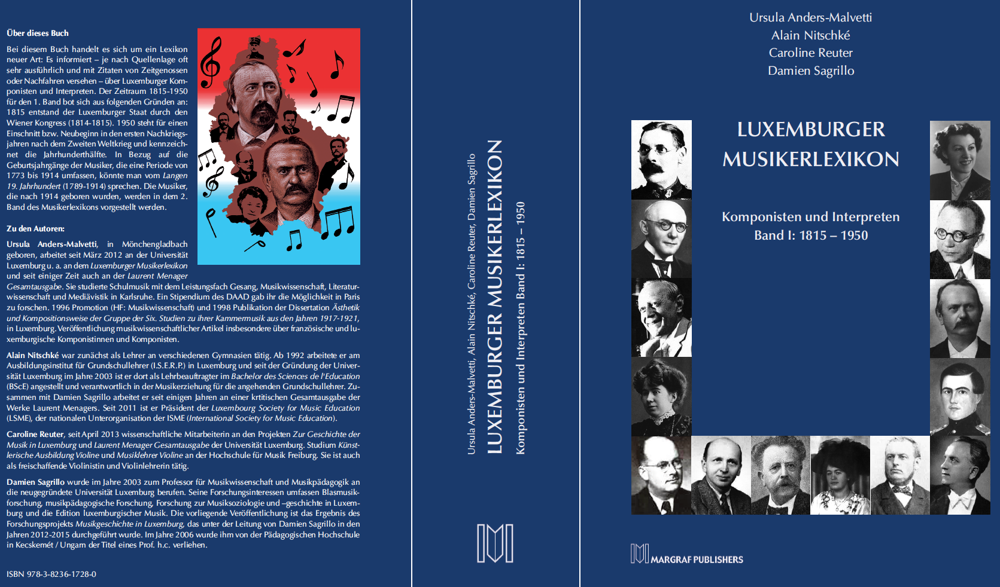 Über dieses Buch
Bei diesem Buch handelt es sich um ein Lexikon
neuer Art: Es informiert – je nach Quellenlage oft
sehr ausführlich und mit Zitaten von Zeitgenossen
oder Nachfahren versehen – über Luxemburger Kom-
ponisten und Interpreten. Der Zeitraum 1815-1950
für den 1. Band bot sich aus folgenden Gründen an:
1815 entstand der Luxemburger Staat durch den
Wiener Kongress (1814-1815). 1950 steht für einen
Einschnitt bzw. Neubeginn in den ersten Nachkriegs-
jahren nach dem Zweiten Weltkrieg und kennzeich-
net die Jahrhunderthälfte. In Bezug auf die
Geburtsjahrgänge der Musiker, die eine Periode von
1773 bis 1914 umfassen, könnte man vom Langen
19. Jahrhundert (1789-1914) sprechen. Die Musiker,
die nach 1914 geboren wurden, werden in dem 2.
Band des Musikerlexikons vorgestellt werden.
Zu den Autoren:
Ursula Anders-Malvetti, in Mönchengladbach
geboren, arbeitet seit März 2012 an der Universität
Luxemburg u. a. an dem Luxemburger Musikerlexikon
und seit einiger Zeit auch an der Laurent Menager
Gesamtausgabe. Sie studierte Schulmusik mit dem Leistungsfach Gesang, Musikwissenschaft, Literatur-
wissenschaft und Mediävistik in Karlsruhe. Ein Stipendium des DAAD gab ihr die Möglichkeit in Paris
zu forschen. 1996 Promotion (HF: Musikwissenschaft) und 1998 Publikation der Dissertation Ästhetik
und Kompositionsweise der Gruppe der Six. Studien zu ihrer Kammermusik aus den Jahren 1917-1921,
in Luxemburg. Veröffentlichung musikwissenschaftlicher Artikel insbesondere über französische und lu-
xemburgische Komponistinnen und Komponisten.
Alain Nitschké war zunächst als Lehrer an verschiedenen Gymnasien tätig. Ab 1992 arbeitete er am
Ausbildungsinstitut für Grundschullehrer (I.S.E.R.P.) in Luxemburg und seit der Gründung der Univer-
sität Luxemburg im Jahre 2003 ist er dort als Lehrbeauftragter im Bachelor des Sciences de l'Education
(BScE) angestellt und verantwortlich in der Musikerziehung für die angehenden Grundschullehrer. Zu-
sammen mit Damien Sagrillo arbeitet er seit einigen Jahren an einer krtitischen Gesamtausgabe der
Werke Laurent Menagers. Seit 2011 ist er Präsident der Luxembourg Society for Music Education
(LSME), der nationalen Unterorganisation der ISME (International Society for Music Education).
Caroline Reuter, seit April 2013 wissenschaftliche Mitarbeiterin an den Projekten Zur Geschichte der
Musik in Luxemburg und Laurent Menager Gesamtausgabe der Universität Luxemburg. Studium Künst-
lerische Ausbildung Violine und Musiklehrer Violine an der Hochschule für Musik Freiburg. Sie ist auch
als freischaffende Violinistin und Violinlehrerin tätig.
Damien Sagrillo wurde im Jahre 2003 zum Professor für Musikwissenschaft und Musikpädagogik an
die neugegründete Universität Luxemburg berufen. Seine Forschungsinteressen umfassen Blasmusik-
forschung, musikpädagogische Forschung, Forschung zur Musiksoziologie und –geschichte in Luxem-
burg und die Edition luxemburgischer Musik. Die vorliegende Veröffentlichung ist das Ergebnis des
Forschungsprojekts Musikgeschichte in Luxemburg, das unter der Leitung von Damien Sagrillo in den
Jahren 2012-2015 durchgeführt wurde. Im Jahre 2006 wurde ihm von der Pädagogischen Hochschule
in Kecskemét / Ungarn der Titel eines Prof. h.c. verliehen.
ISBN 978-3-8236-1728-0
Ursula Anders-Malvetti, Alain Nitschké, Caroline Reuter, Damien Sagrillo
LUXEMBURGER MUSIKERLEXIKON
Komponisten und Interpreten Band I: 1815 – 1950
Ursula Anders-Malvetti
Alain Nitschké
Caroline Reuter
Damien Sagrillo
LUXEMBURGER
MUSIKERLEXIKON
Komponisten und Interpreten
Band I: 1815 – 1950
MARGRAF PUBLISHERS